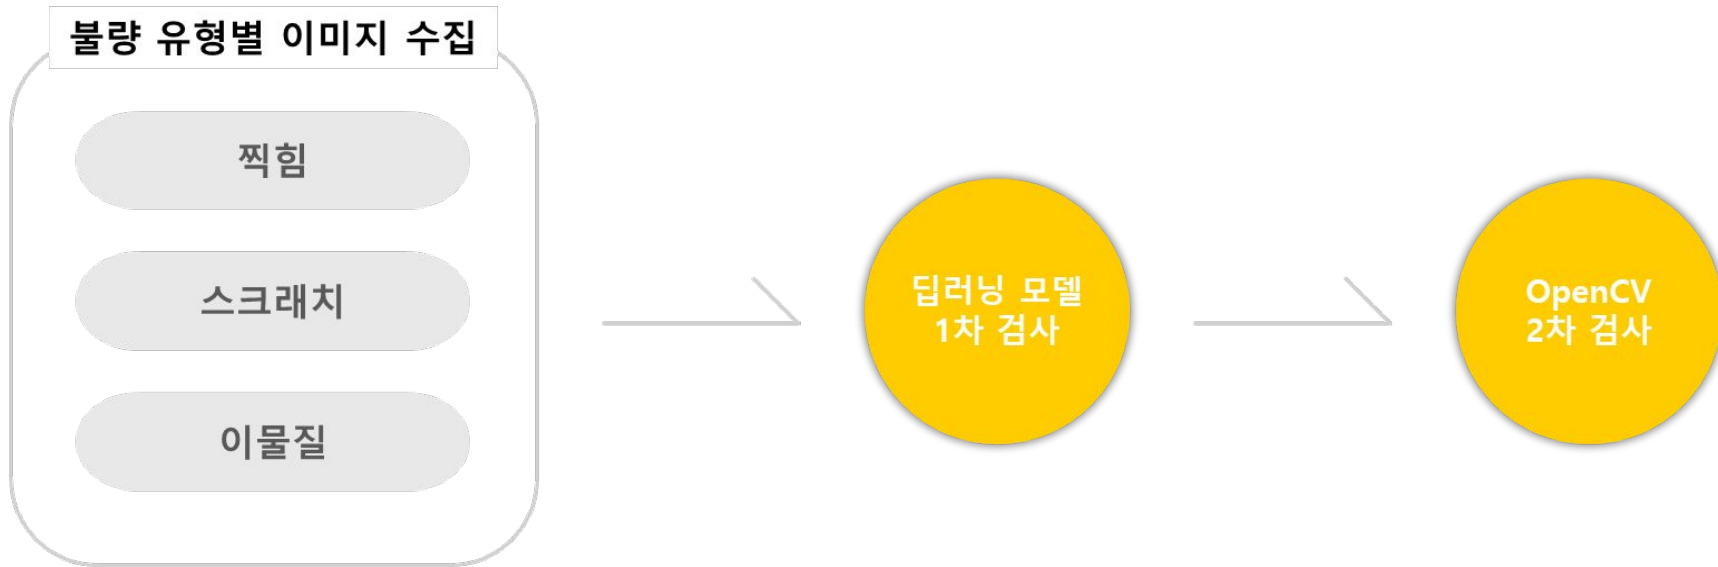 불량 유형별 이미지 수집
찍힘
스크래치
이물질
딥러닝 모델
1차 검사
OpenCV
2차 검사